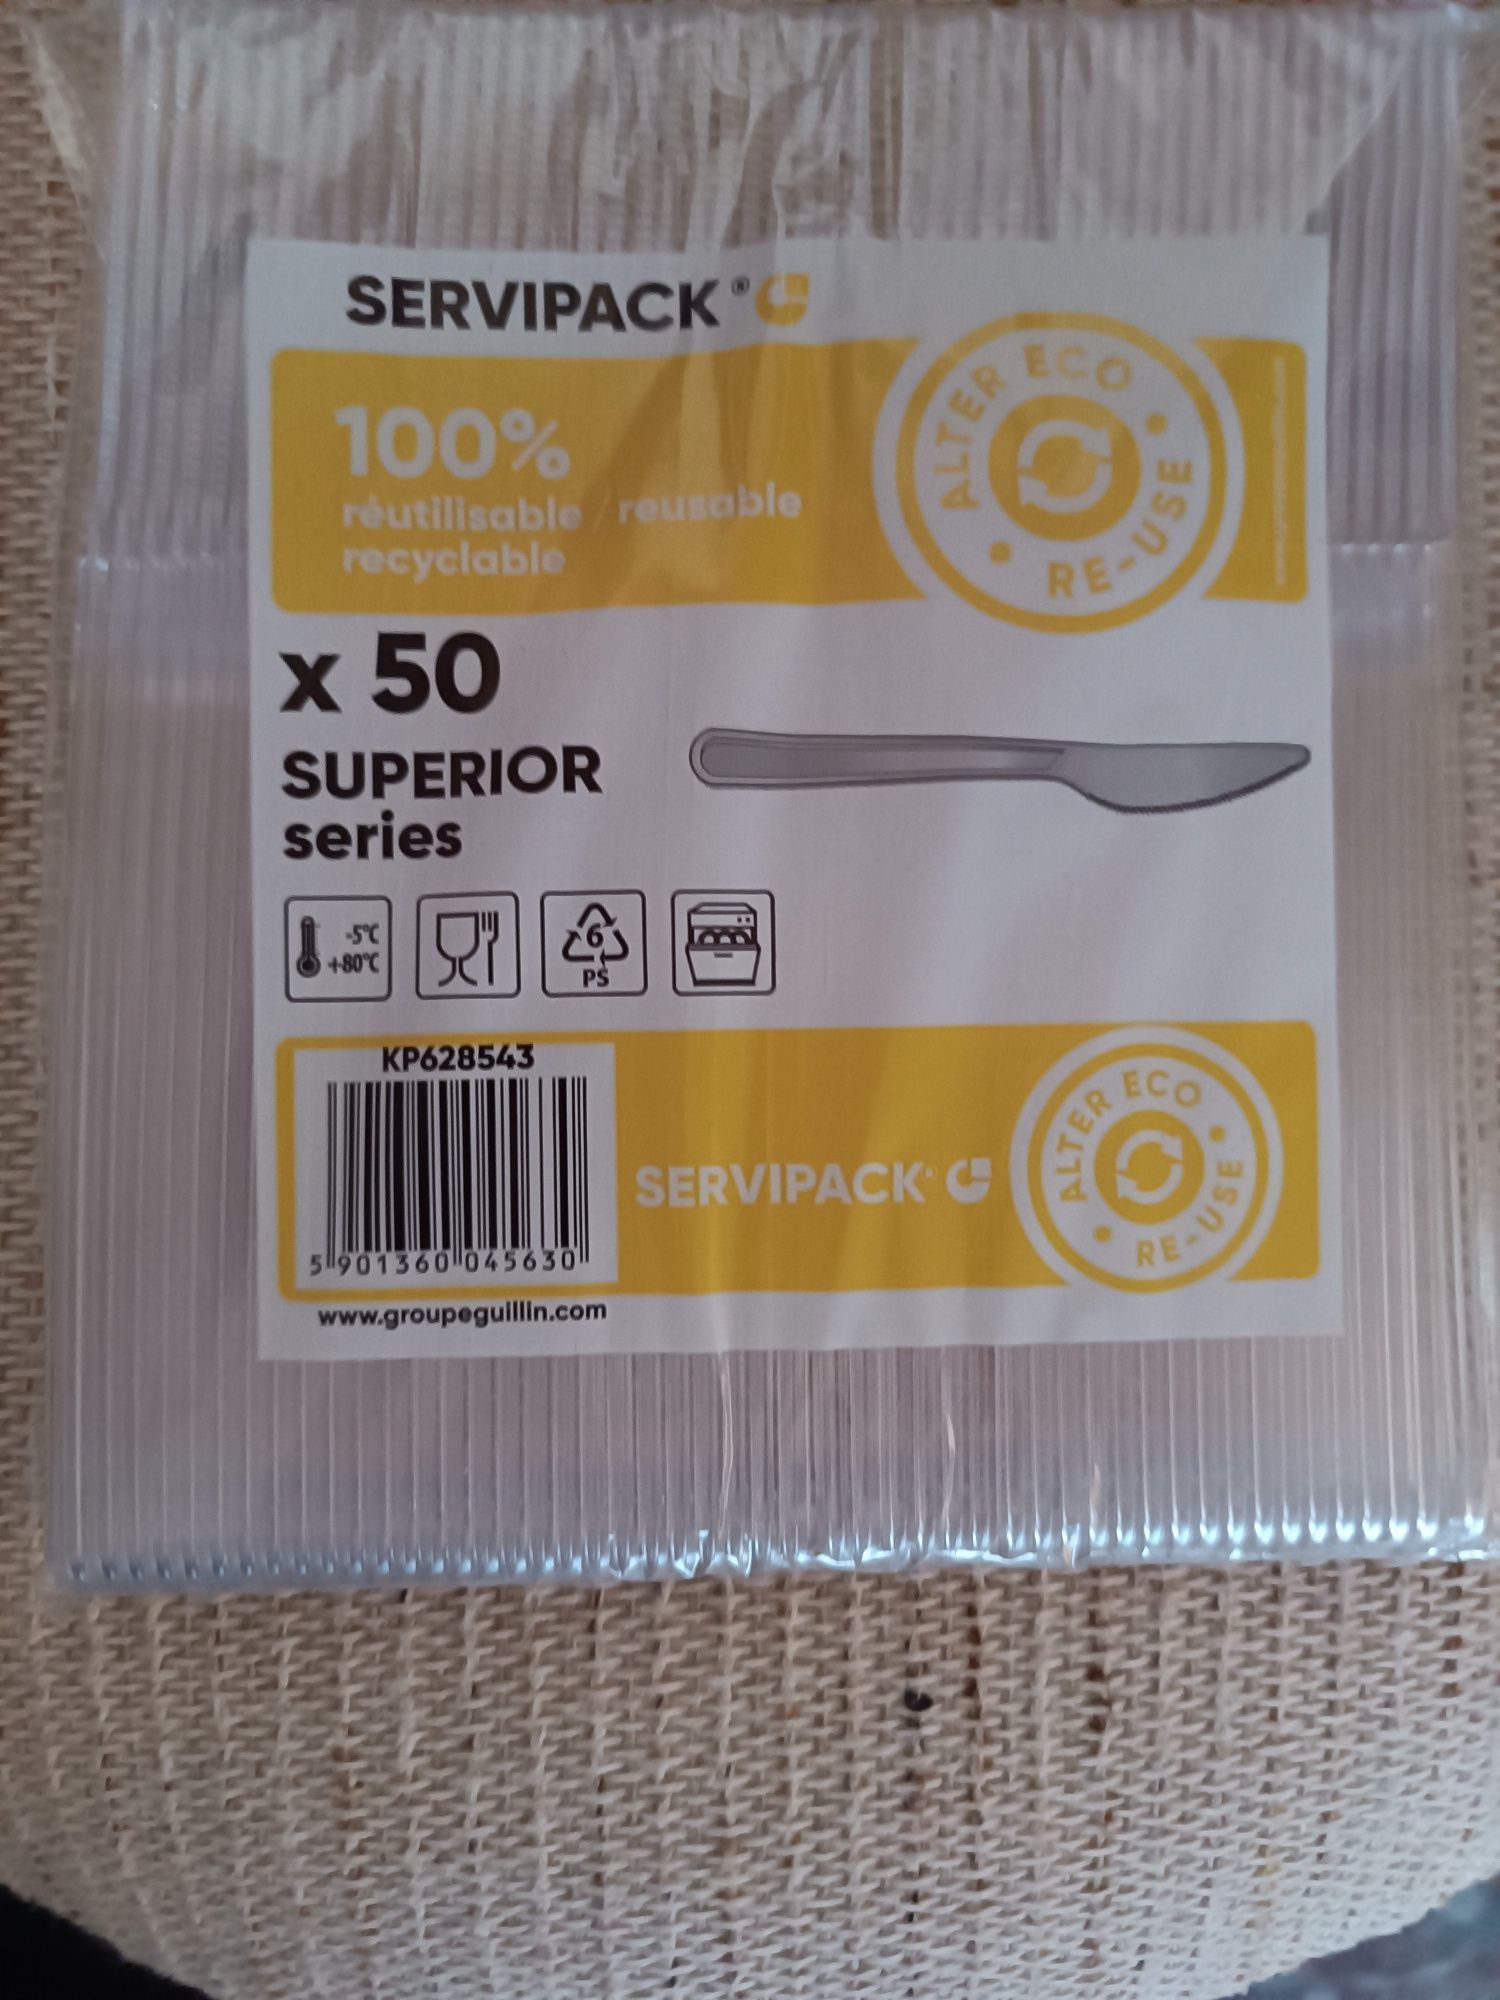 SERVIPACK®
100%
réutilisable / reusable
recyclable
ALTER ECO
RE-USE
x 50
SUPERIOR
series
-5°C
+80°C
6
PS
KP628543
5 901360 045630
SERVIPACK®
ALTER ECO
RE-USE
www.groupeguillin.com